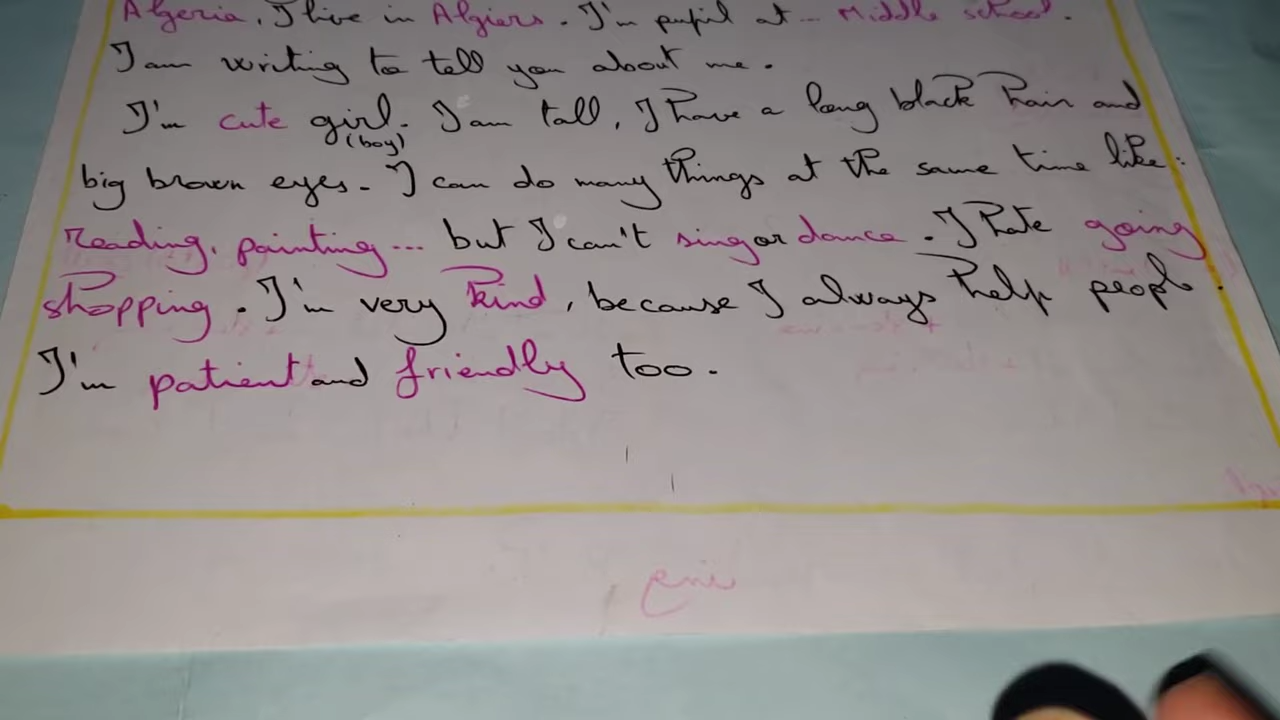 Algeria, I live in Algiers. I'm pupil at ... Middle school.
I am writing to tell you about me.
I'm cute girl. I am tall, I have a long black hair and
(boy)
big brown eyes. I can do many things at the same time like:
reading, painting... but I can't sing or dance. I hate going
shopping. I'm very kind, because I always help people.
I'm patient and friendly too.